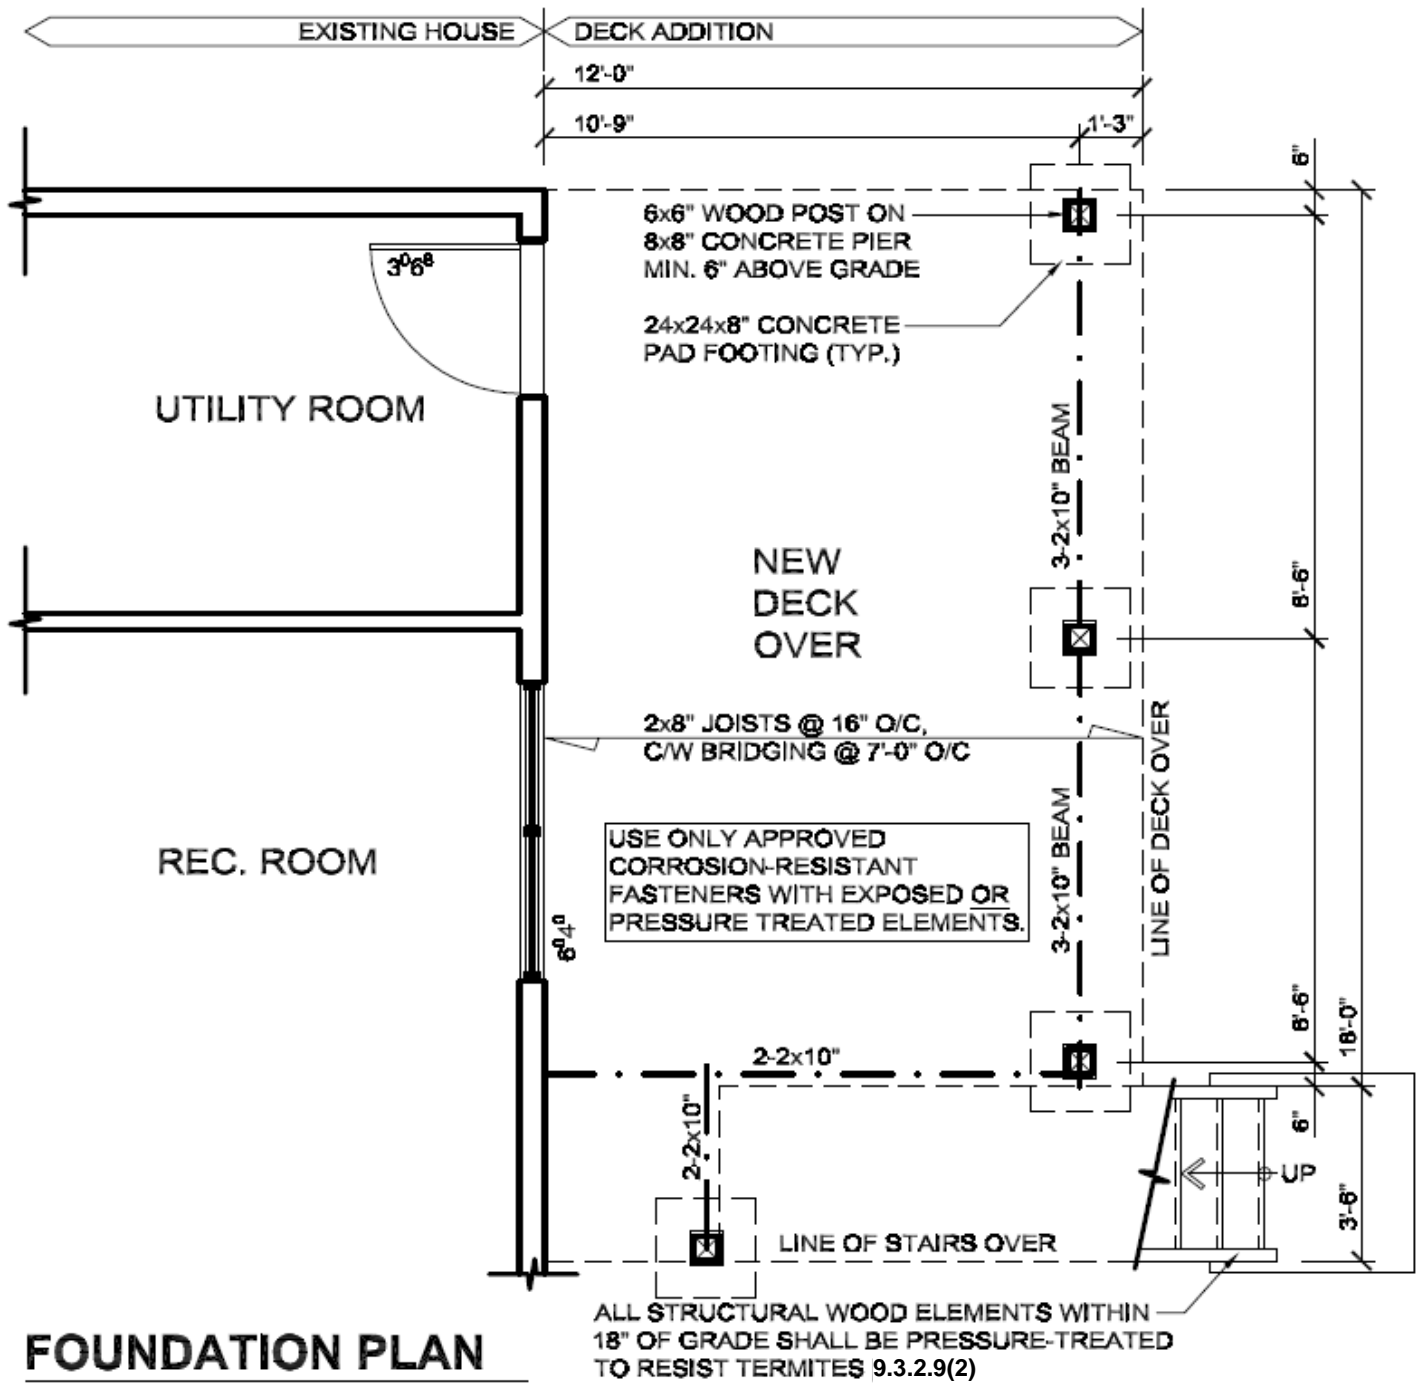 EXISTING HOUSE
DECK ADDITION
12'-0"
10'-9"
1'-3"
6"
6x6" WOOD POST ON
8x8" CONCRETE PIER
MIN. 6" ABOVE GRADE
3⁰6⁸
24x24x8" CONCRETE
PAD FOOTING (TYP.)
UTILITY ROOM
3-2x10" BEAM
NEW
DECK
OVER
8'-6"
2x8" JOISTS @ 16" O/C,
C/W BRIDGING @ 7'-0" O/C
LINE OF DECK OVER
USE ONLY APPROVED
CORROSION-RESISTANT
FASTENERS WITH EXPOSED OR
PRESSURE TREATED ELEMENTS.
3-2x10" BEAM
REC. ROOM
6⁰4⁰
8'-6"
18'-0"
2-2x10"
2-2x10"
6"
UP
3'-6"
LINE OF STAIRS OVER
ALL STRUCTURAL WOOD ELEMENTS WITHIN
18" OF GRADE SHALL BE PRESSURE-TREATED
TO RESIST TERMITES 9.3.2.9(2)
FOUNDATION PLAN